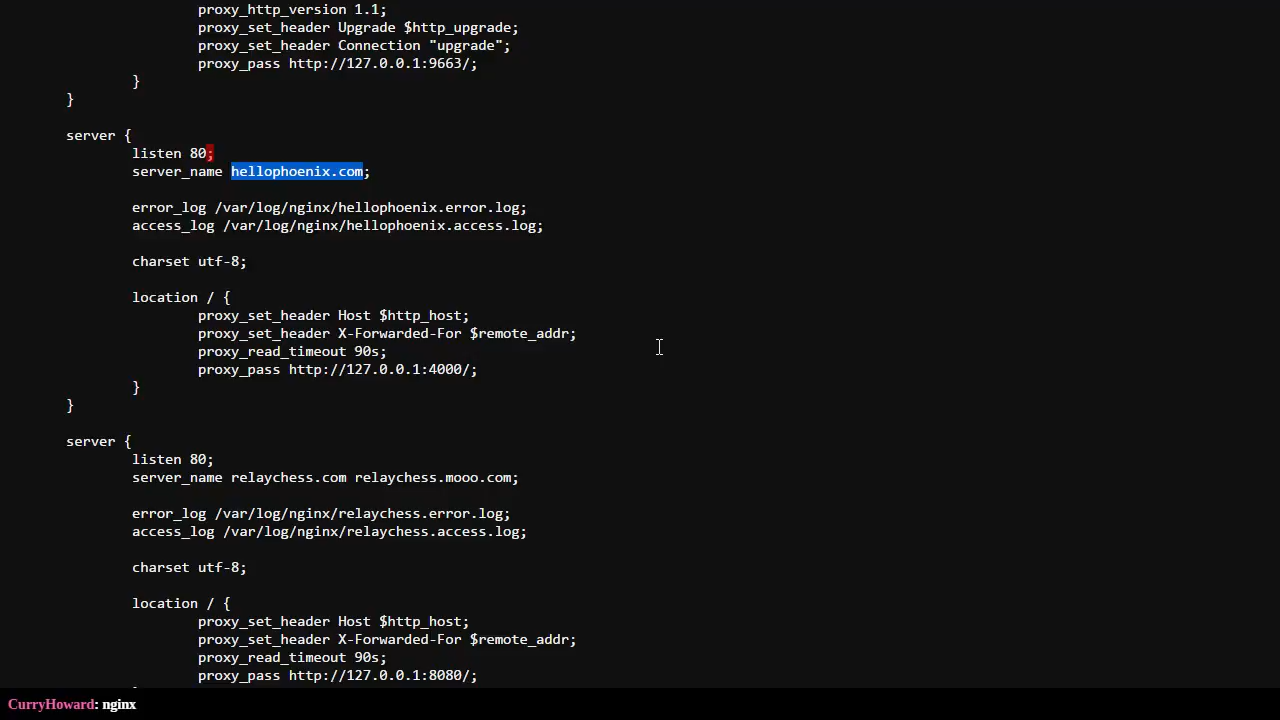 proxy_http_version 1.1;
proxy_set_header Upgrade $http_upgrade;
proxy_set_header Connection "upgrade";
proxy_pass http://127.0.0.1:9663/;
}
}
server {
listen 80;
server_name hellophoenix.com;
error_log /var/log/nginx/hellophoenix.error.log;
access_log /var/log/nginx/hellophoenix.access.log;
charset utf-8;
location / {
proxy_set_header Host $http_host;
proxy_set_header X-Forwarded-For $remote_addr;
proxy_read_timeout 90s;
proxy_pass http://127.0.0.1:4000/;
}
}
server {
listen 80;
server_name relaychess.com relaychess.mooo.com;
error_log /var/log/nginx/relaychess.error.log;
access_log /var/log/nginx/relaychess.access.log;
charset utf-8;
location / {
proxy_set_header Host $http_host;
proxy_set_header X-Forwarded-For $remote_addr;
proxy_read_timeout 90s;
proxy_pass http://127.0.0.1:8080/;
CurryHoward: nginx